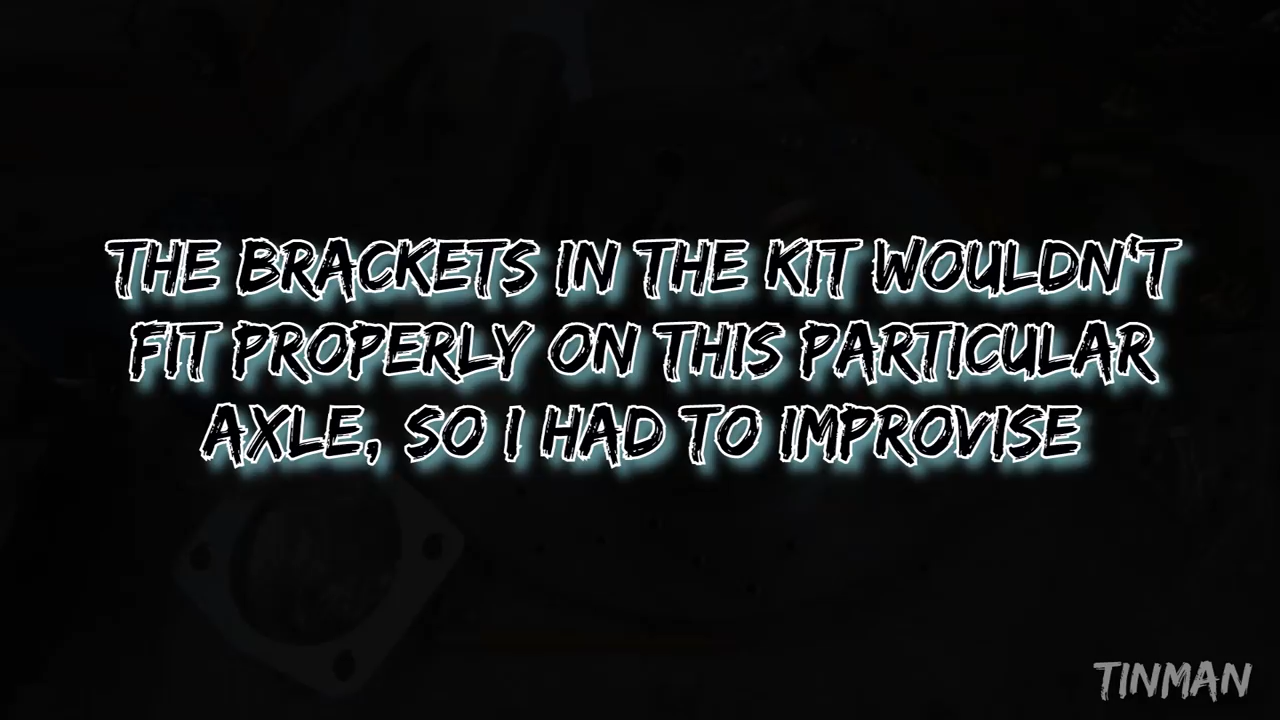 THE BRACKETS IN THE KIT WOULDN'T
FIT PROPERLY ON THIS PARTICULAR
AXLE, SO I HAD TO IMPROVISE
TINMAN